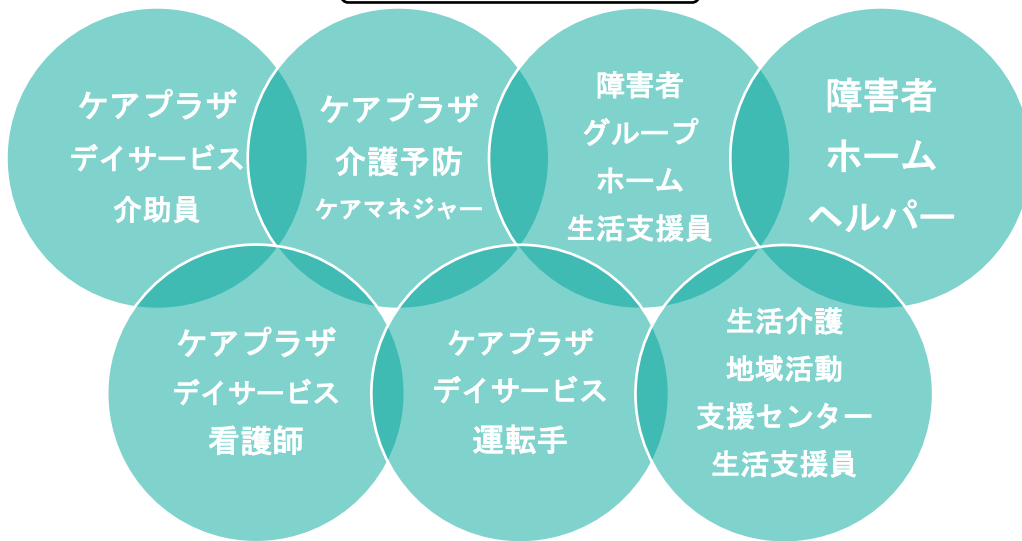 ケアプラザ
デイサービス
介助員
ケアプラザ
介護予防
ケアマネジャー
障害者
グループ
ホーム
生活支援員
障害者
ホーム
ヘルパー
ケアプラザ
デイサービス
看護師
ケアプラザ
デイサービス
運転手
生活介護
地域活動
支援センター
生活支援員